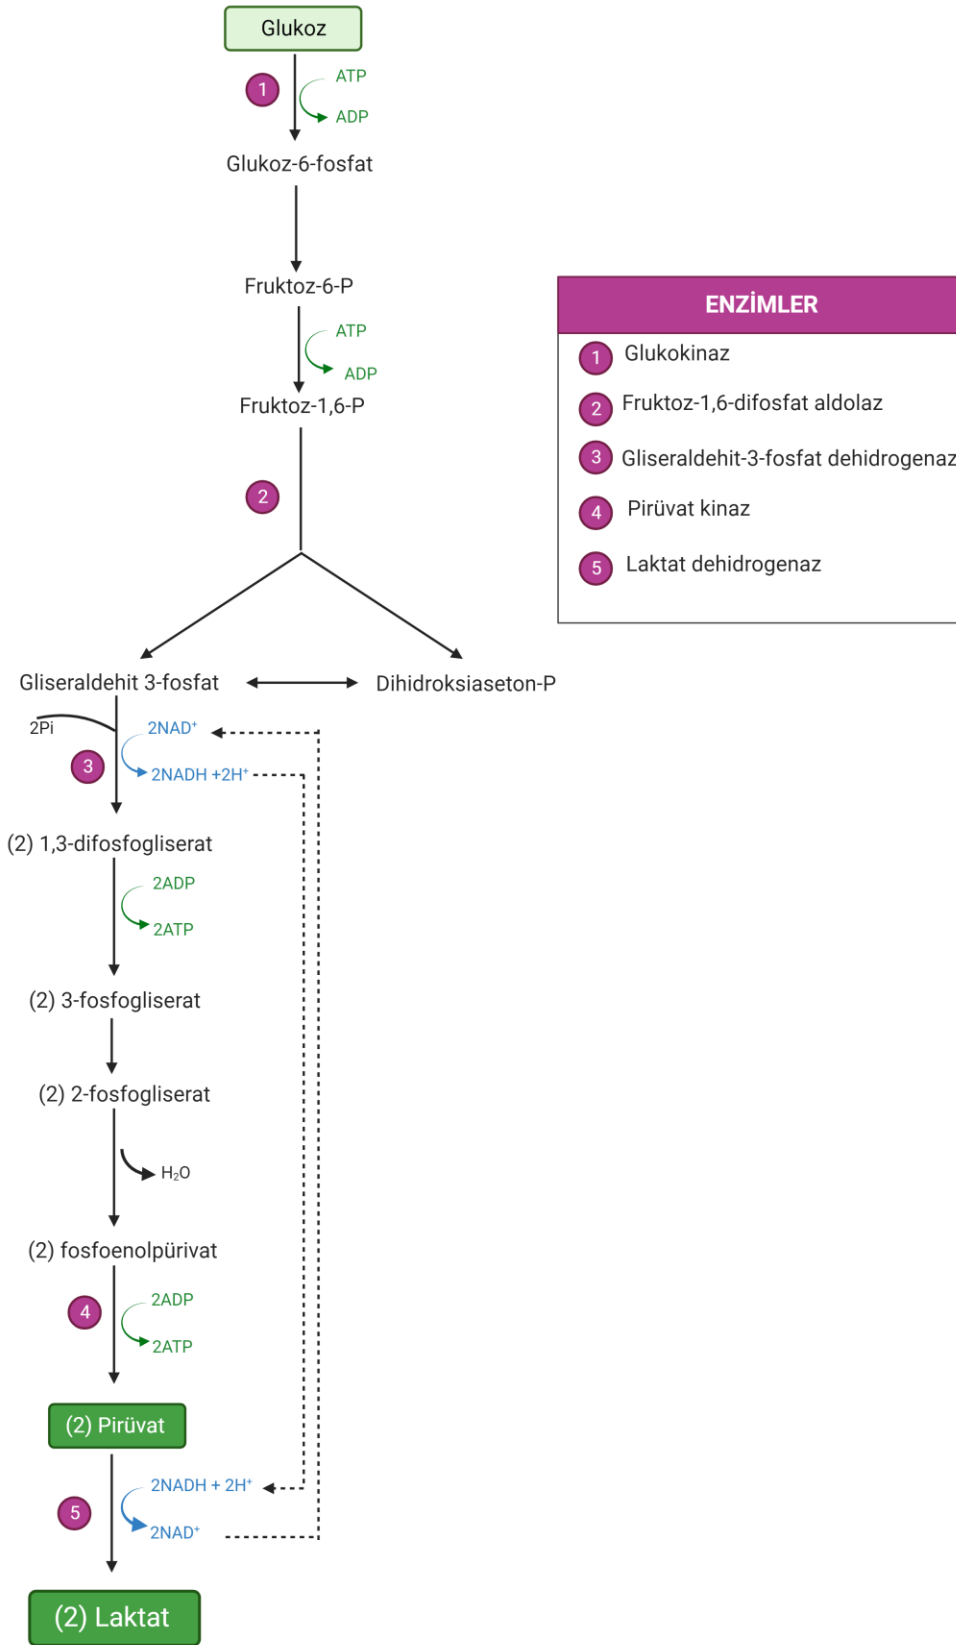 Glukoz
1
ATP
ADP
Glukoz-6-fosfat
Fruktoz-6-P
ATP
ADP
Fruktoz-1,6-P
2
Gliseraldehit 3-fosfat
Dihidroksiaseton-P
2Pi
2NAD⁺
3
2NADH +2H⁺
(2) 1,3-difosfogliserat
2ADP
2ATP
(2) 3-fosfogliserat
(2) 2-fosfogliserat
H₂O
(2) fosfoenolpürivat
4
2ADP
2ATP
(2) Pirüvat
2NADH + 2H⁺
5
2NAD⁺
(2) Laktat
ENZİMLER
1 Glukokinaz
2 Fruktoz-1,6-difosfat aldolaz
3 Gliseraldehit-3-fosfat dehidrogenaz
4 Pirüvat kinaz
5 Laktat dehidrogenaz